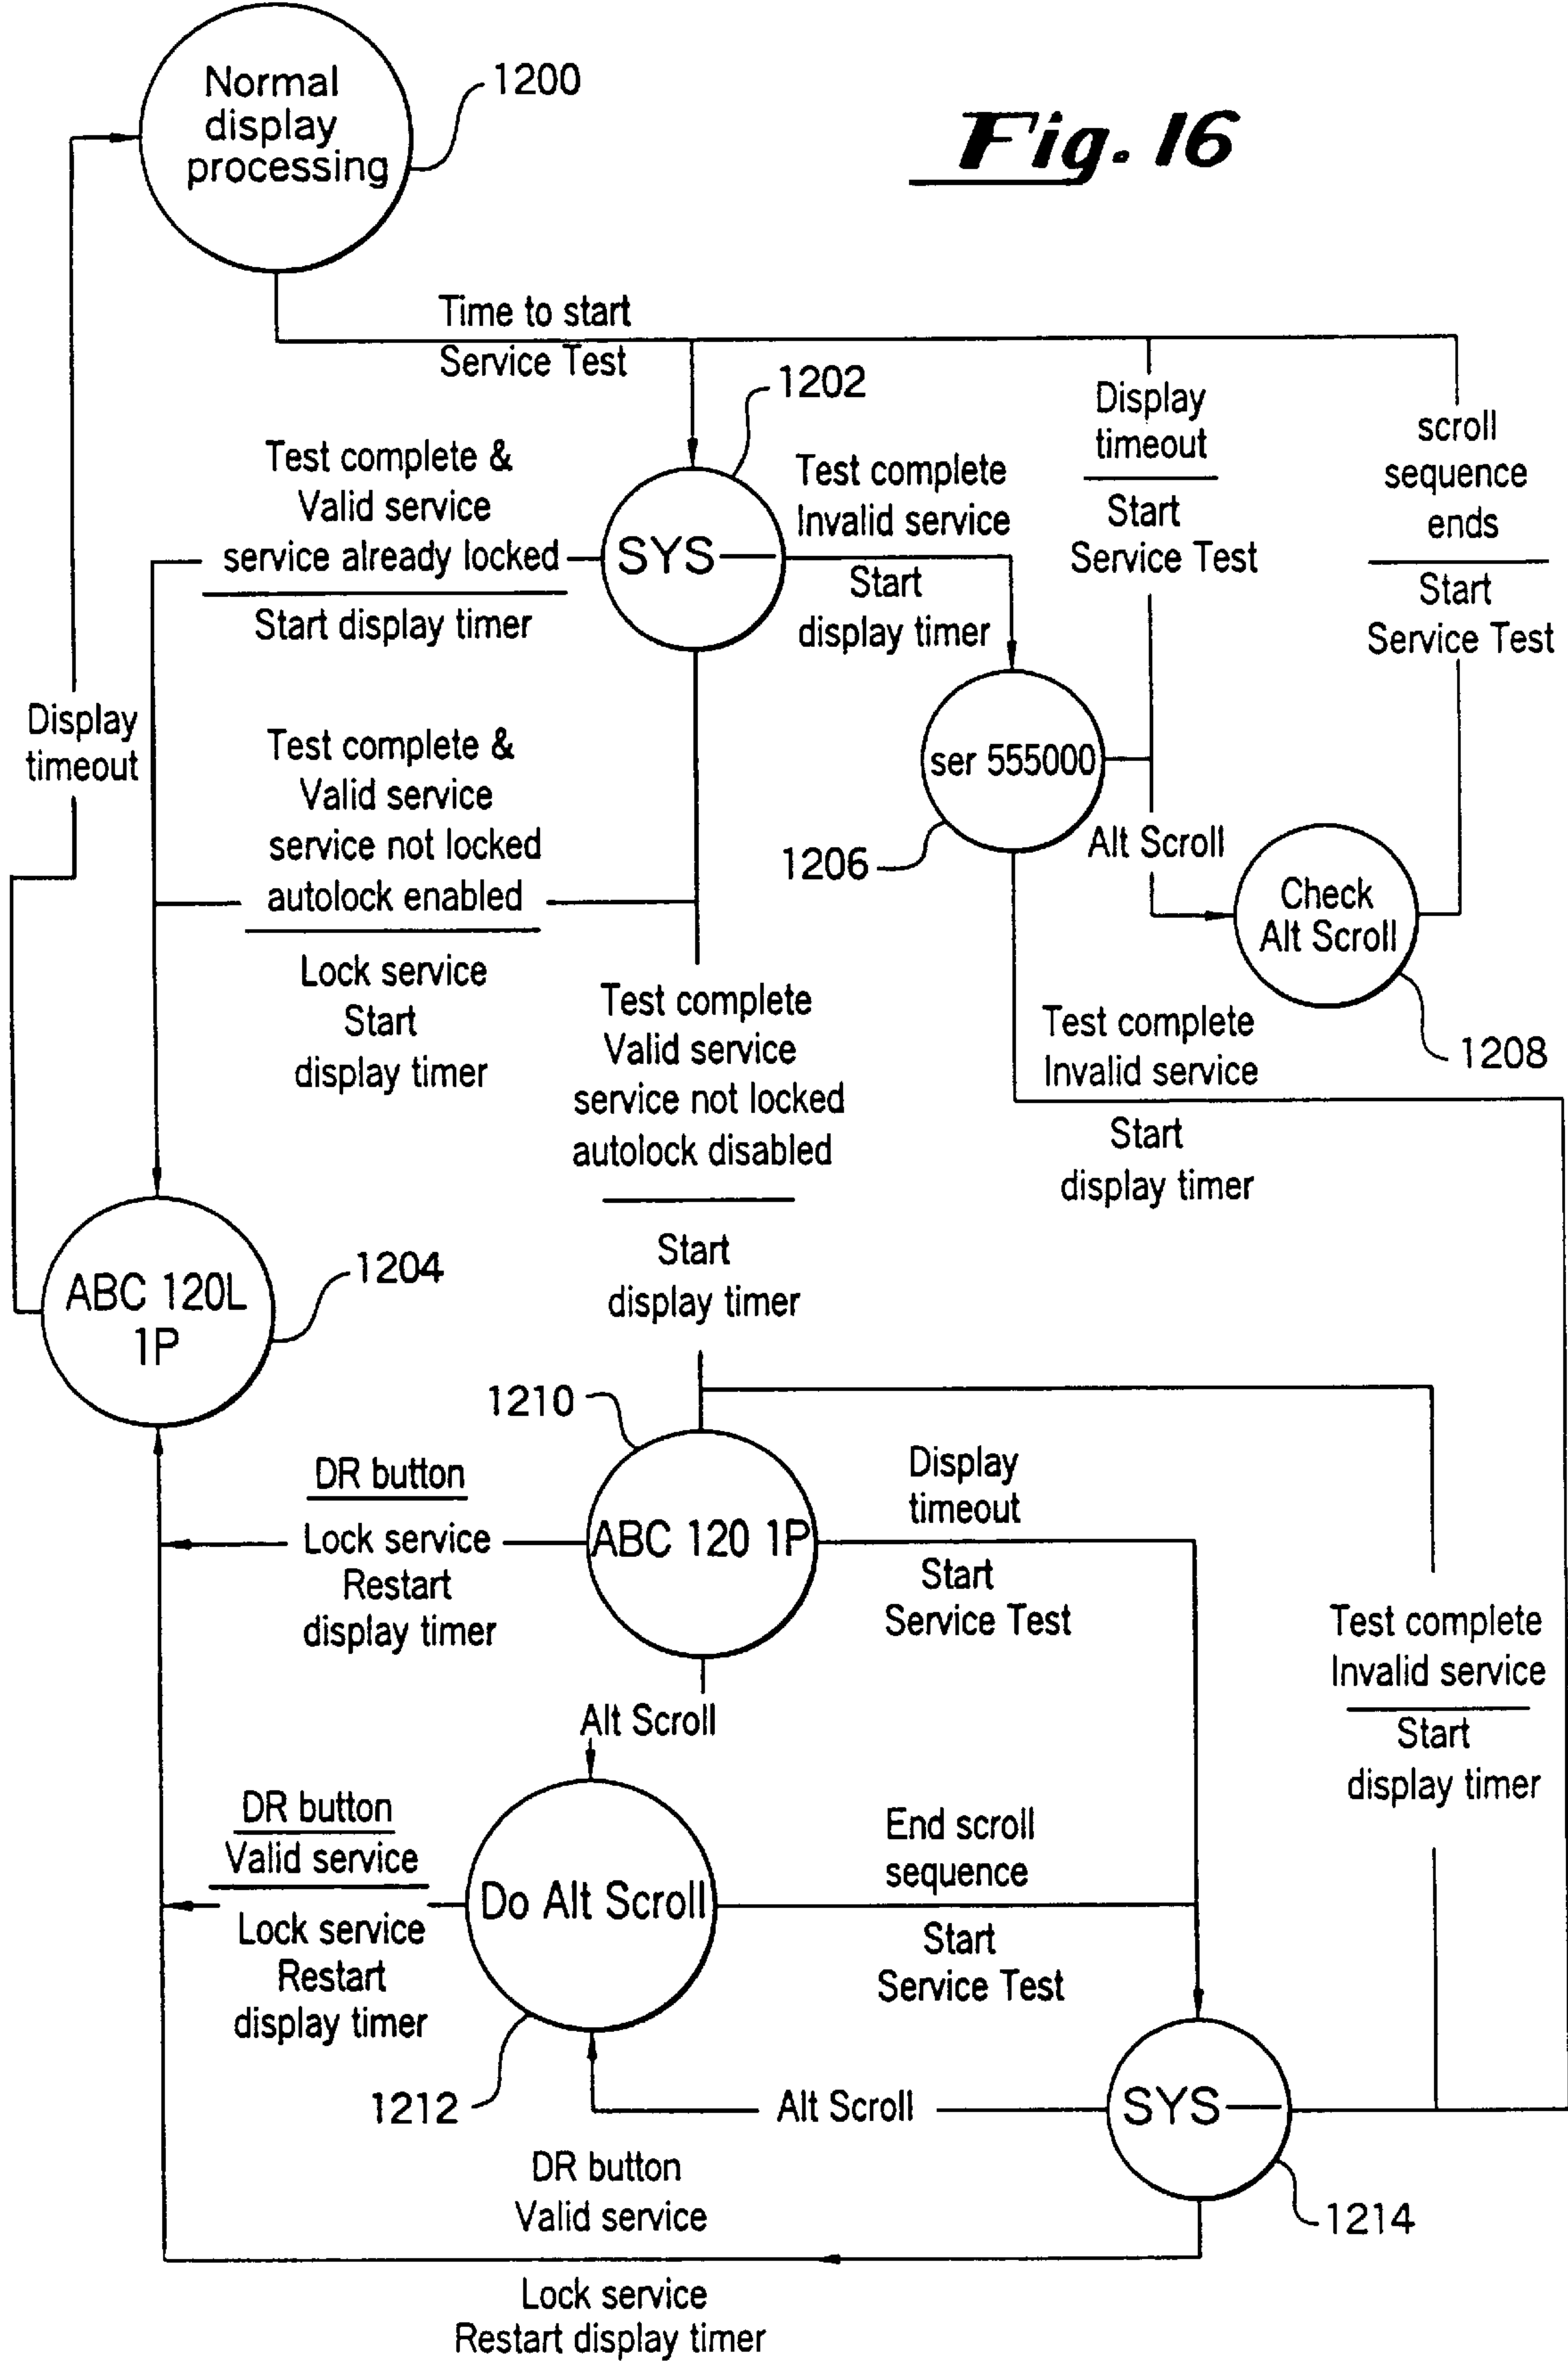 Normal
display
processing
1200
Fig. 16
Time to start
Service Test
1202
Display
timeout
Start
Service Test
scroll
sequence
ends
Start
Service Test
Test complete &
Valid service
service already locked
Start display timer
SYS—
Test complete
Invalid service
Start
display timer
Display
timeout
Test complete &
Valid service
service not locked
autolock enabled
Lock service
Start
display timer
ser 555000
1206
Alt Scroll
Check
Alt Scroll
1208
Test complete
Valid service
service not locked
autolock disabled
Start
display timer
Test complete
Invalid service
Start
display timer
ABC 120L
1P
1204
1210
DR button
Lock service
Restart
display timer
ABC 120 1P
Display
timeout
Start
Service Test
Test complete
Invalid service
Start
display timer
Alt Scroll
DR button
Valid service
Lock service
Restart
display timer
Do Alt Scroll
End scroll
sequence
Start
Service Test
1212
Alt Scroll
SYS—
1214
DR button
Valid service
Lock service
Restart display timer